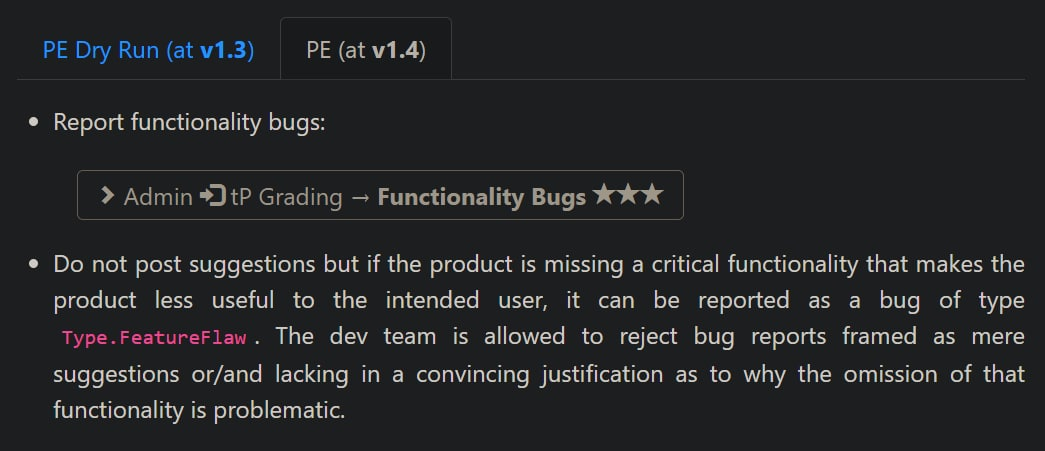 PE Dry Run (at v1.3) PE (at v1.4)
Report functionality bugs:
Admin tP Grading → Functionality Bugs ★★★
Do not post suggestions but if the product is missing a critical functionality that makes the
product less useful to the intended user, it can be reported as a bug of type
Type.FeatureFlaw . The dev team is allowed to reject bug reports framed as mere
suggestions or/and lacking in a convincing justification as to why the omission of that
functionality is problematic.